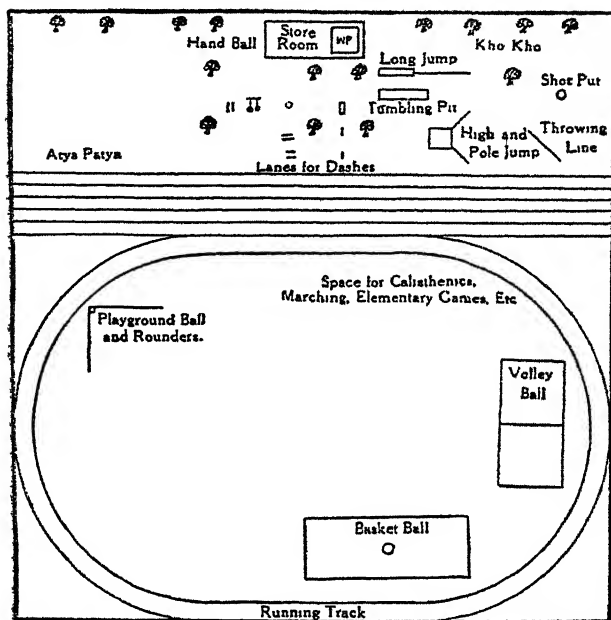 Hand Ball
Store
Room
WP
Kho Kho
Long Jump
Shot Put
Tumbling Pit
High and
Pole Jump
Throwing
Line
Atya Patya
Lanes for Dashes
Space for Calisthenics,
Marching, Elementary Games, Etc
Playground Ball
and Rounders.
Volley
Ball
Basket Ball
Running Track